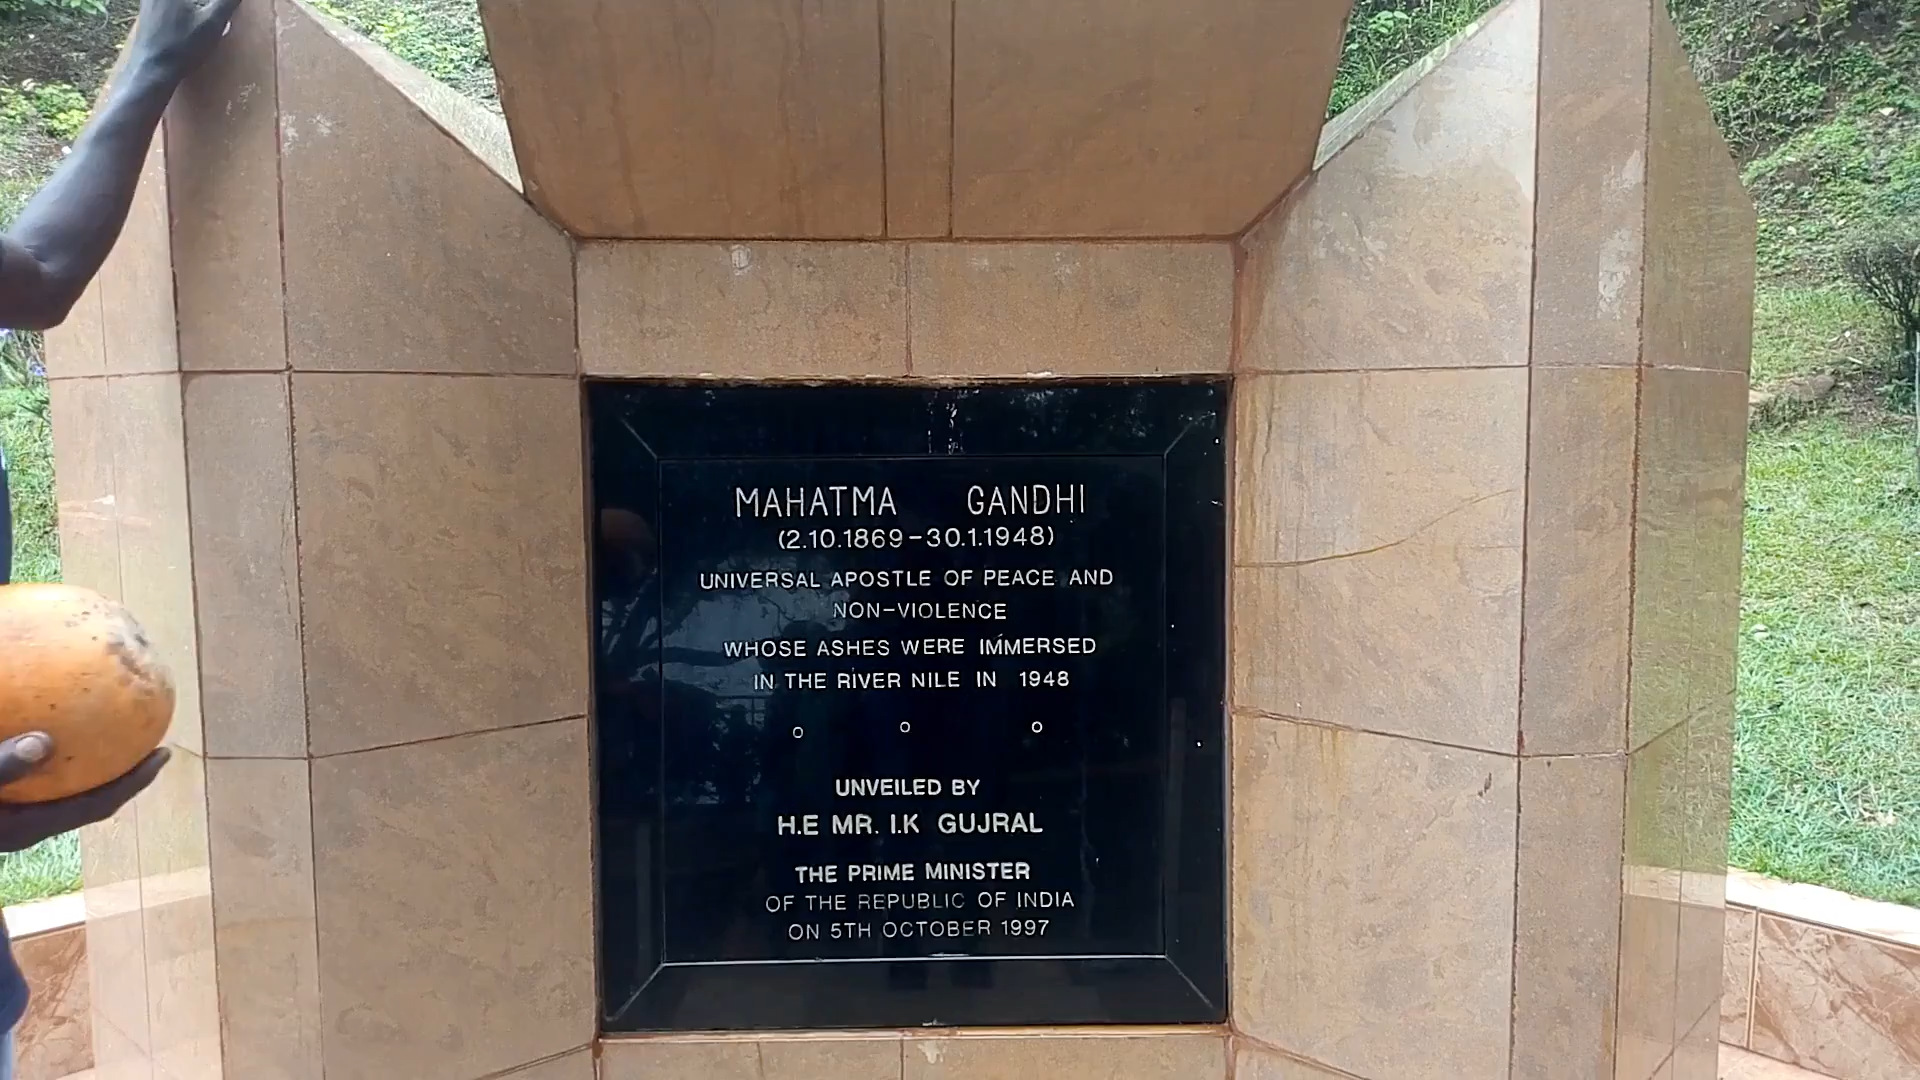 MAHATMA GANDHI
(2.10.1869-30.1.1948)
UNIVERSAL APOSTLE OF PEACE AND
NON-VIOLENCE
WHOSE ASHES WERE IMMERSED
IN THE RIVER NILE IN 1948
UNVEILED BY
H.E MR. I.K GUJRAL
THE PRIME MINISTER
OF THE REPUBLIC OF INDIA
ON 5TH OCTOBER 1997